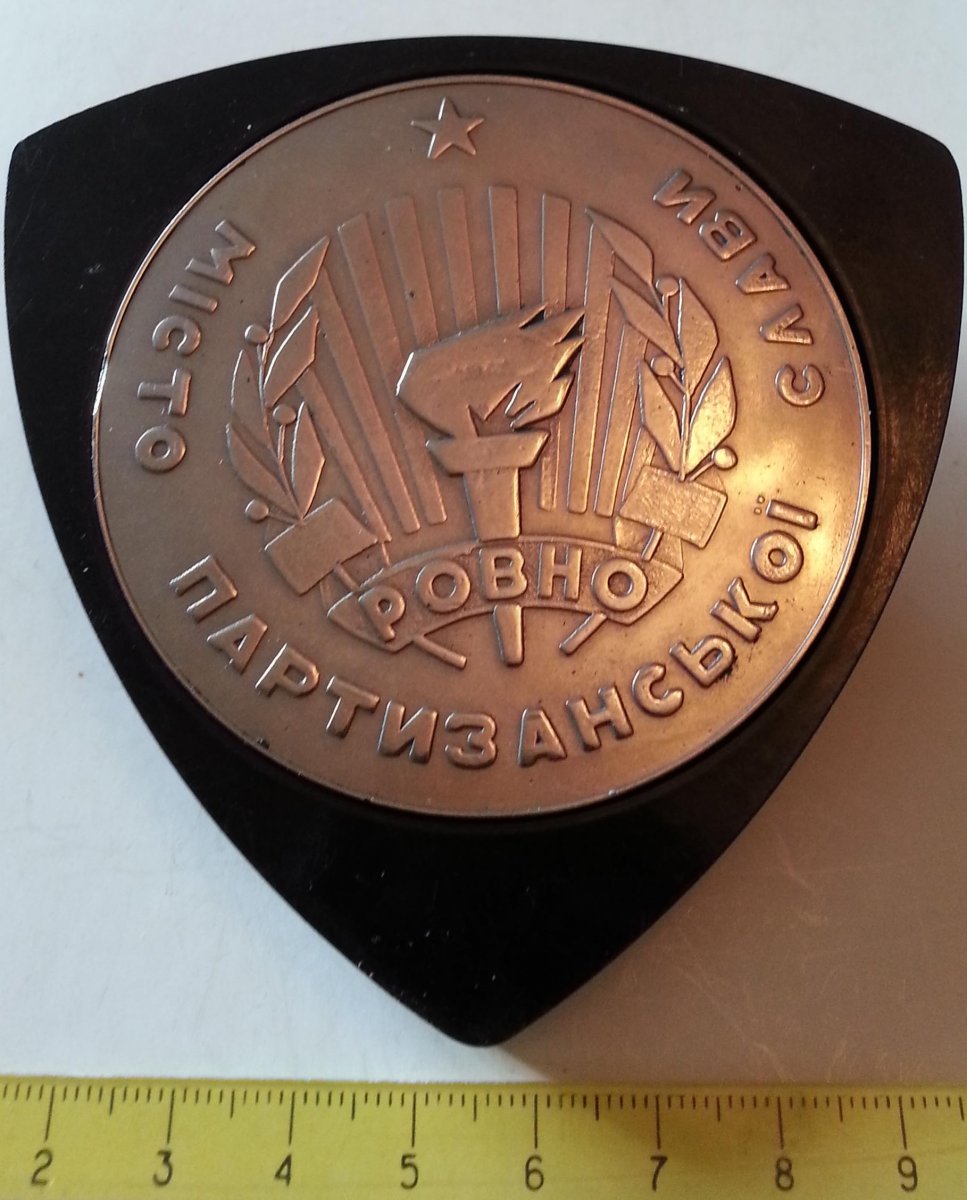 МІСТО ПАРТИЗАНСЬКОЇ СЛАВИ
РОВНО
2 3 4 5 6 7 8 9